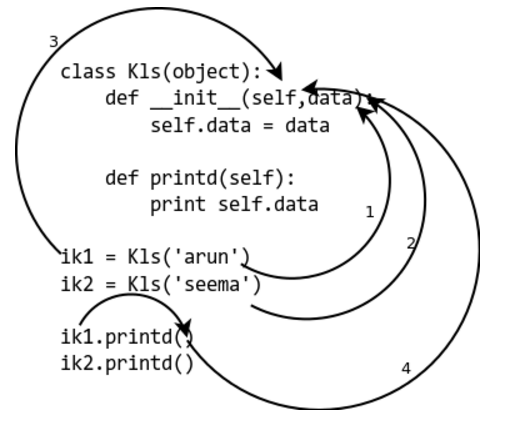 3
class Kls(object):
    def __init__(self,data):
        self.data = data
    def printd(self):
        print self.data
1
ik1 = Kls('arun')
2
ik2 = Kls('seema')
ik1.printd()
ik2.printd()
4